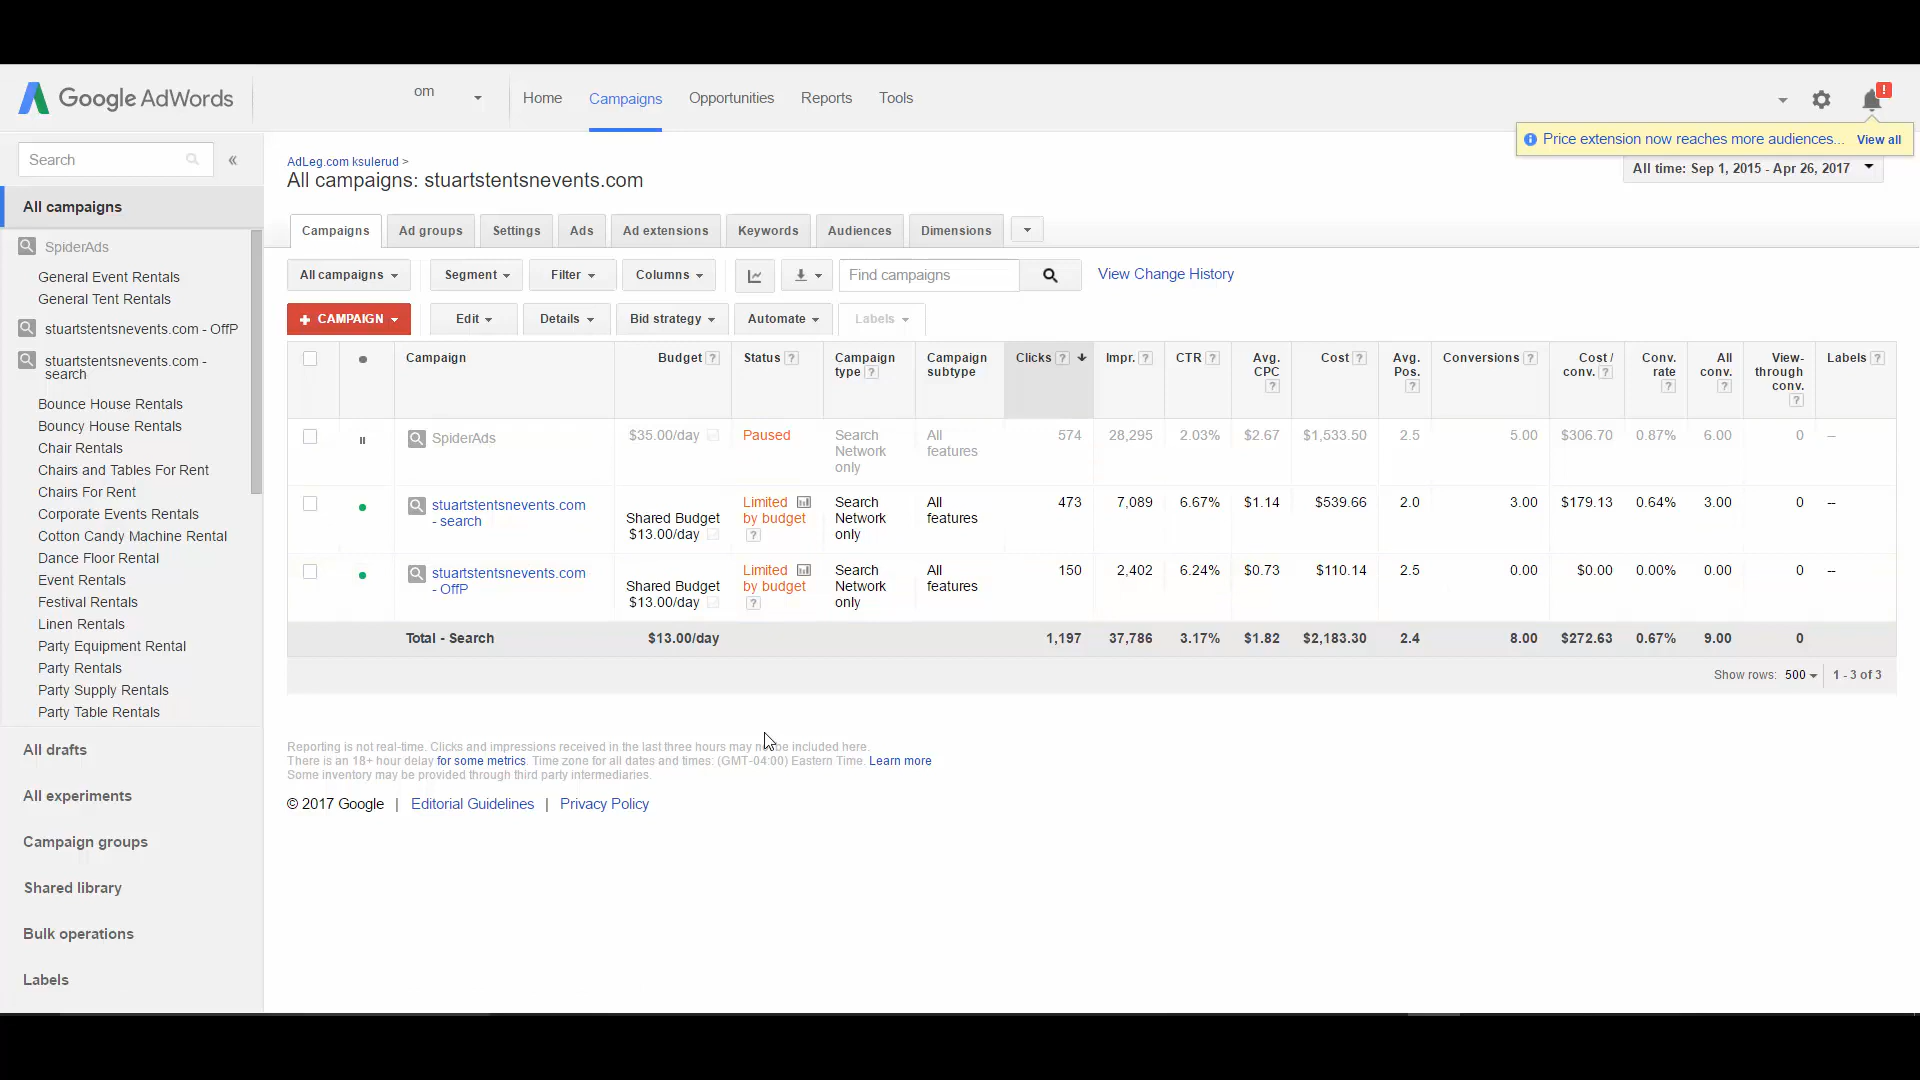 Google AdWords
om
Home
Campaigns
Opportunities
Reports
Tools
!
Price extension now reaches more audiences... View all
Search
«
AdLeg.com ksulerud >
All time: Sep 1, 2015 - Apr 26, 2017
All campaigns: stuartstentsnevents.com
All campaigns
SpiderAds
General Event Rentals
General Tent Rentals
stuartstentsnevents.com - OffP
stuartstentsnevents.com -
search
Bounce House Rentals
Bouncy House Rentals
Chair Rentals
Chairs and Tables For Rent
Chairs For Rent
Corporate Events Rentals
Cotton Candy Machine Rental
Dance Floor Rental
Event Rentals
Festival Rentals
Linen Rentals
Party Equipment Rental
Party Rentals
Party Supply Rentals
Party Table Rentals
All drafts
All experiments
Campaign groups
Shared library
Bulk operations
Labels
Campaigns
Ad groups
Settings
Ads
Ad extensions
Keywords
Audiences
Dimensions
All campaigns
Segment
Filter
Columns
Find campaigns
View Change History
+ CAMPAIGN
Edit
Details
Bid strategy
Automate
Labels
Campaign
Budget ?
Status ?
Campaign
type ?
Campaign
subtype
Clicks ?
Impr. ?
CTR ?
Avg.
CPC
?
Cost ?
Avg.
Pos.
?
Conversions ?
Cost /
conv. ?
Conv.
rate
?
All
conv.
?
View-
through
conv.
?
Labels ?
SpiderAds
$35.00/day
Paused
Search
Network
only
All
features
574
28,295
2.03%
$2.67
$1,533.50
2.5
5.00
$306.70
0.87%
6.00
0
--
stuartstentsnevents.com
- search
Shared Budget
$13.00/day
Limited
by budget
?
Search
Network
only
All
features
473
7,089
6.67%
$1.14
$539.66
2.0
3.00
$179.13
0.64%
3.00
0
--
stuartstentsnevents.com
- OffP
Shared Budget
$13.00/day
Limited
by budget
?
Search
Network
only
All
features
150
2,402
6.24%
$0.73
$110.14
2.5
0.00
$0.00
0.00%
0.00
0
--
Total - Search
$13.00/day
1,197
37,786
3.17%
$1.82
$2,183.30
2.4
8.00
$272.63
0.67%
9.00
0
Show rows: 500
1 - 3 of 3
Reporting is not real-time. Clicks and impressions received in the last three hours may not be included here.
There is an 18+ hour delay for some metrics. Time zone for all dates and times: (GMT-04:00) Eastern Time. Learn more
Some inventory may be provided through third party intermediaries.
© 2017 Google | Editorial Guidelines | Privacy Policy